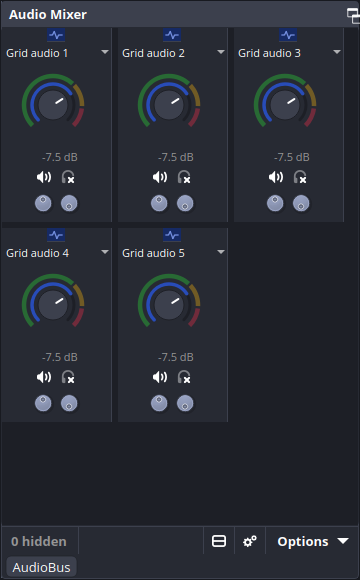 Audio Mixer
Grid audio 1
Grid audio 2
Grid audio 3
-7.5 dB
-7.5 dB
-7.5 dB
Grid audio 4
Grid audio 5
-7.5 dB
-7.5 dB
0 hidden
Options
AudioBus